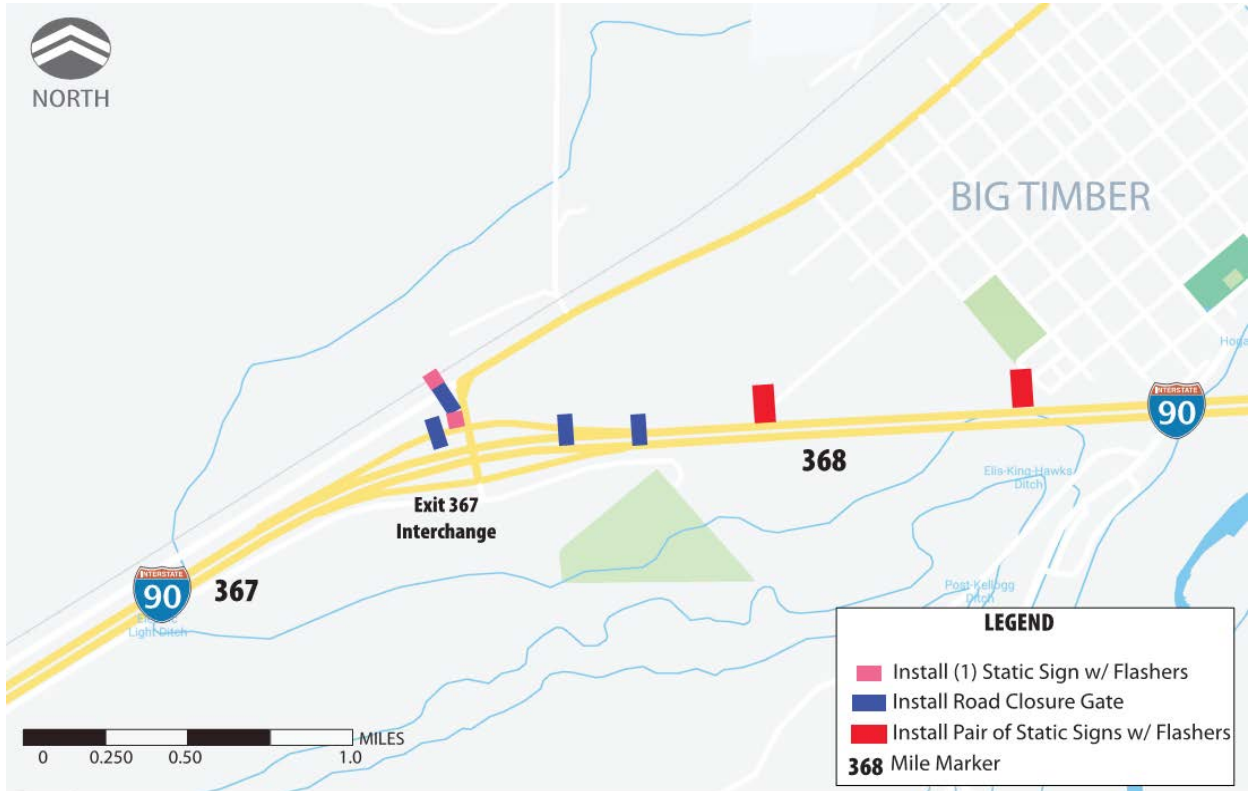 NORTH
BIG TIMBER
INTERSTATE
90
368
Elis-King-Hawks
Ditch
Exit 367
Interchange
INTERSTATE
90
367
Light Ditch
Post-Kellogg
Ditch
LEGEND
Install (1) Static Sign w/ Flashers
Install Road Closure Gate
Install Pair of Static Signs w/ Flashers
368 Mile Marker
MILES
0 0.250 0.50 1.0